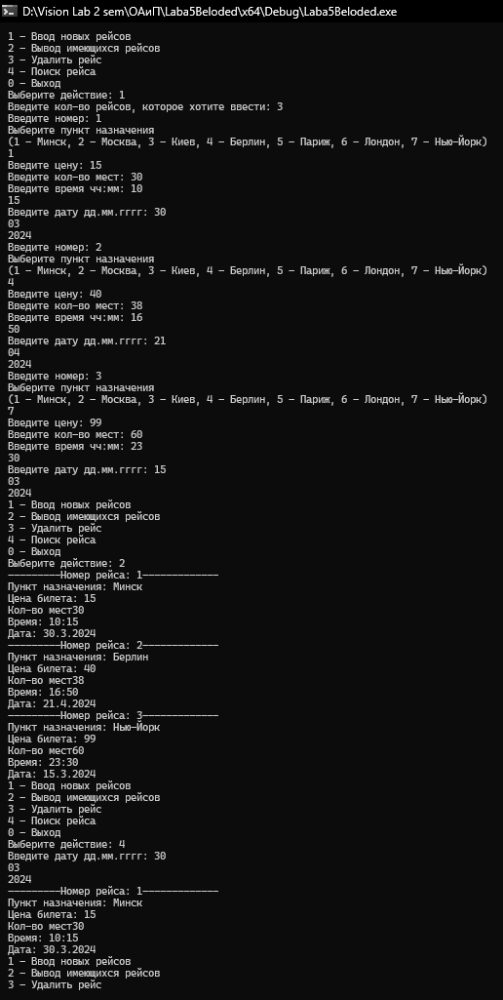 D:\Vision Lab 2 sem\ОАиП\Laba5Beloded\x64\Debug\Laba5Beloded.exe
1 - Ввод новых рейсов
2 - Вывод имеющихся рейсов
3 - Удалить рейс
4 - Поиск рейса
0 - Выход
Выберите действие: 1
Введите кол-во рейсов, которое хотите ввести: 3
Введите номер: 1
Выберите пункт назначения
(1 - Минск, 2 - Москва, 3 - Киев, 4 - Берлин, 5 - Париж, 6 - Лондон, 7 - Нью-Йорк)
1
Введите цену: 15
Введите кол-во мест: 30
Введите время чч:мм: 10
15
Введите дату дд.мм.гггг: 30
03
2024
Введите номер: 2
Выберите пункт назначения
(1 - Минск, 2 - Москва, 3 - Киев, 4 - Берлин, 5 - Париж, 6 - Лондон, 7 - Нью-Йорк)
4
Введите цену: 40
Введите кол-во мест: 38
Введите время чч:мм: 16
50
Введите дату дд.мм.гггг: 21
04
2024
Введите номер: 3
Выберите пункт назначения
(1 - Минск, 2 - Москва, 3 - Киев, 4 - Берлин, 5 - Париж, 6 - Лондон, 7 - Нью-Йорк)
7
Введите цену: 99
Введите кол-во мест: 60
Введите время чч:мм: 23
30
Введите дату дд.мм.гггг: 15
03
2024
1 - Ввод новых рейсов
2 - Вывод имеющихся рейсов
3 - Удалить рейс
4 - Поиск рейса
0 - Выход
Выберите действие: 2
---------Номер рейса: 1-------------
Пункт назначения: Минск
Цена билета: 15
Кол-во мест30
Время: 10:15
Дата: 30.3.2024
---------Номер рейса: 2-------------
Пункт назначения: Берлин
Цена билета: 40
Кол-во мест38
Время: 16:50
Дата: 21.4.2024
---------Номер рейса: 3-------------
Пункт назначения: Нью-Йорк
Цена билета: 99
Кол-во мест60
Время: 23:30
Дата: 15.3.2024
1 - Ввод новых рейсов
2 - Вывод имеющихся рейсов
3 - Удалить рейс
4 - Поиск рейса
0 - Выход
Выберите действие: 4
Введите дату дд.мм.гггг: 30
03
2024
---------Номер рейса: 1-------------
Пункт назначения: Минск
Цена билета: 15
Кол-во мест30
Время: 10:15
Дата: 30.3.2024
1 - Ввод новых рейсов
2 - Вывод имеющихся рейсов
3 - Удалить рейс